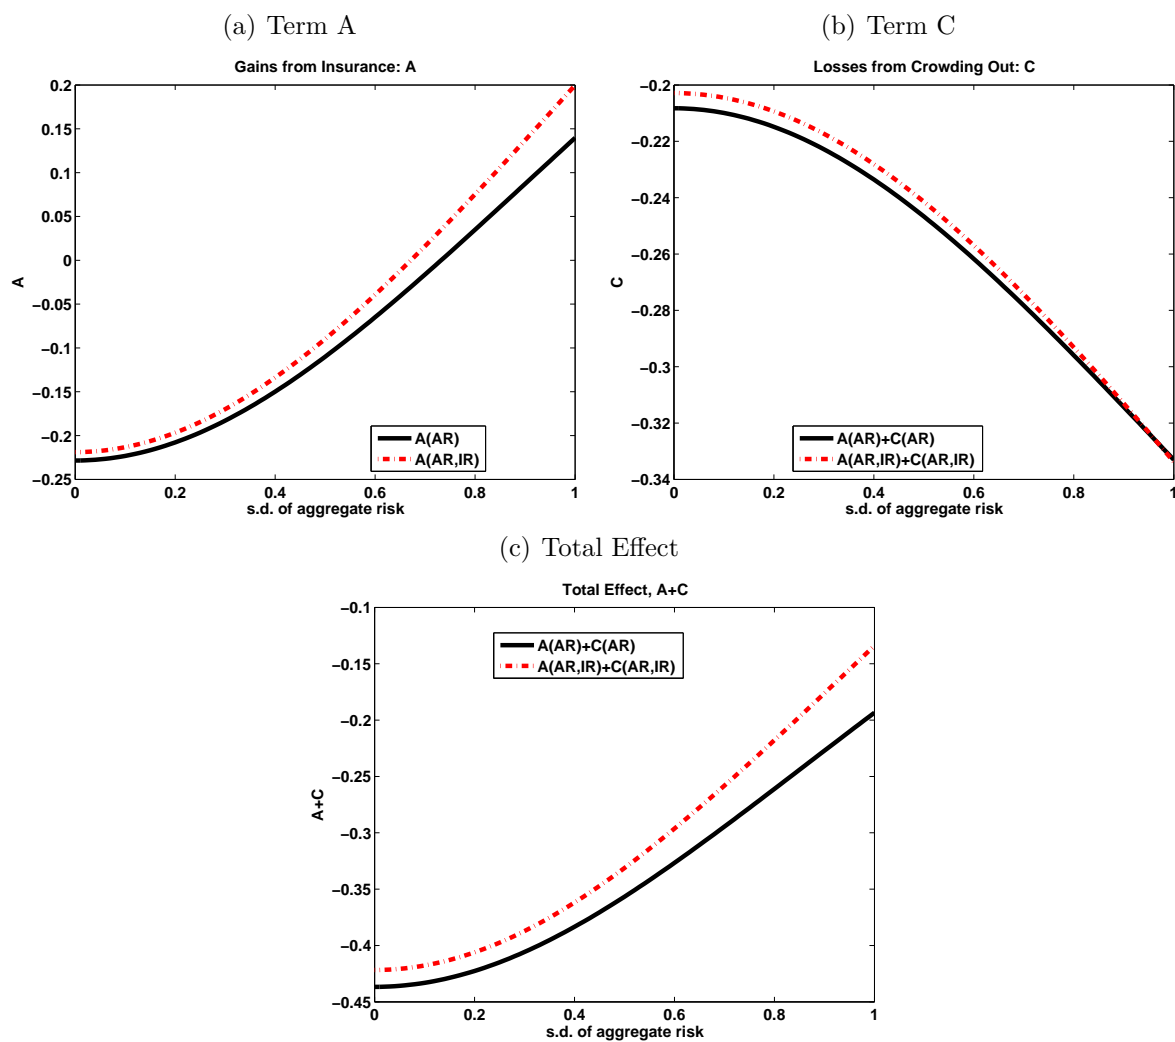 (a) Term A
Gains from Insurance: A
0.2
0.15
0.1
0.05
0
−0.05
−0.1
−0.15
−0.2
−0.25
A
A(AR)
A(AR,IR)
0 0.2 0.4 0.6 0.8 1
s.d. of aggregate risk
(b) Term C
Losses from Crowding Out: C
−0.2
−0.22
−0.24
−0.26
−0.28
−0.3
−0.32
−0.34
C
A(AR)+C(AR)
A(AR,IR)+C(AR,IR)
0 0.2 0.4 0.6 0.8 1
s.d. of aggregate risk
(c) Total Effect
Total Effect, A+C
−0.1
−0.15
−0.2
−0.25
−0.3
−0.35
−0.4
−0.45
A+C
A(AR)+C(AR)
A(AR,IR)+C(AR,IR)
0 0.2 0.4 0.6 0.8 1
s.d. of aggregate risk